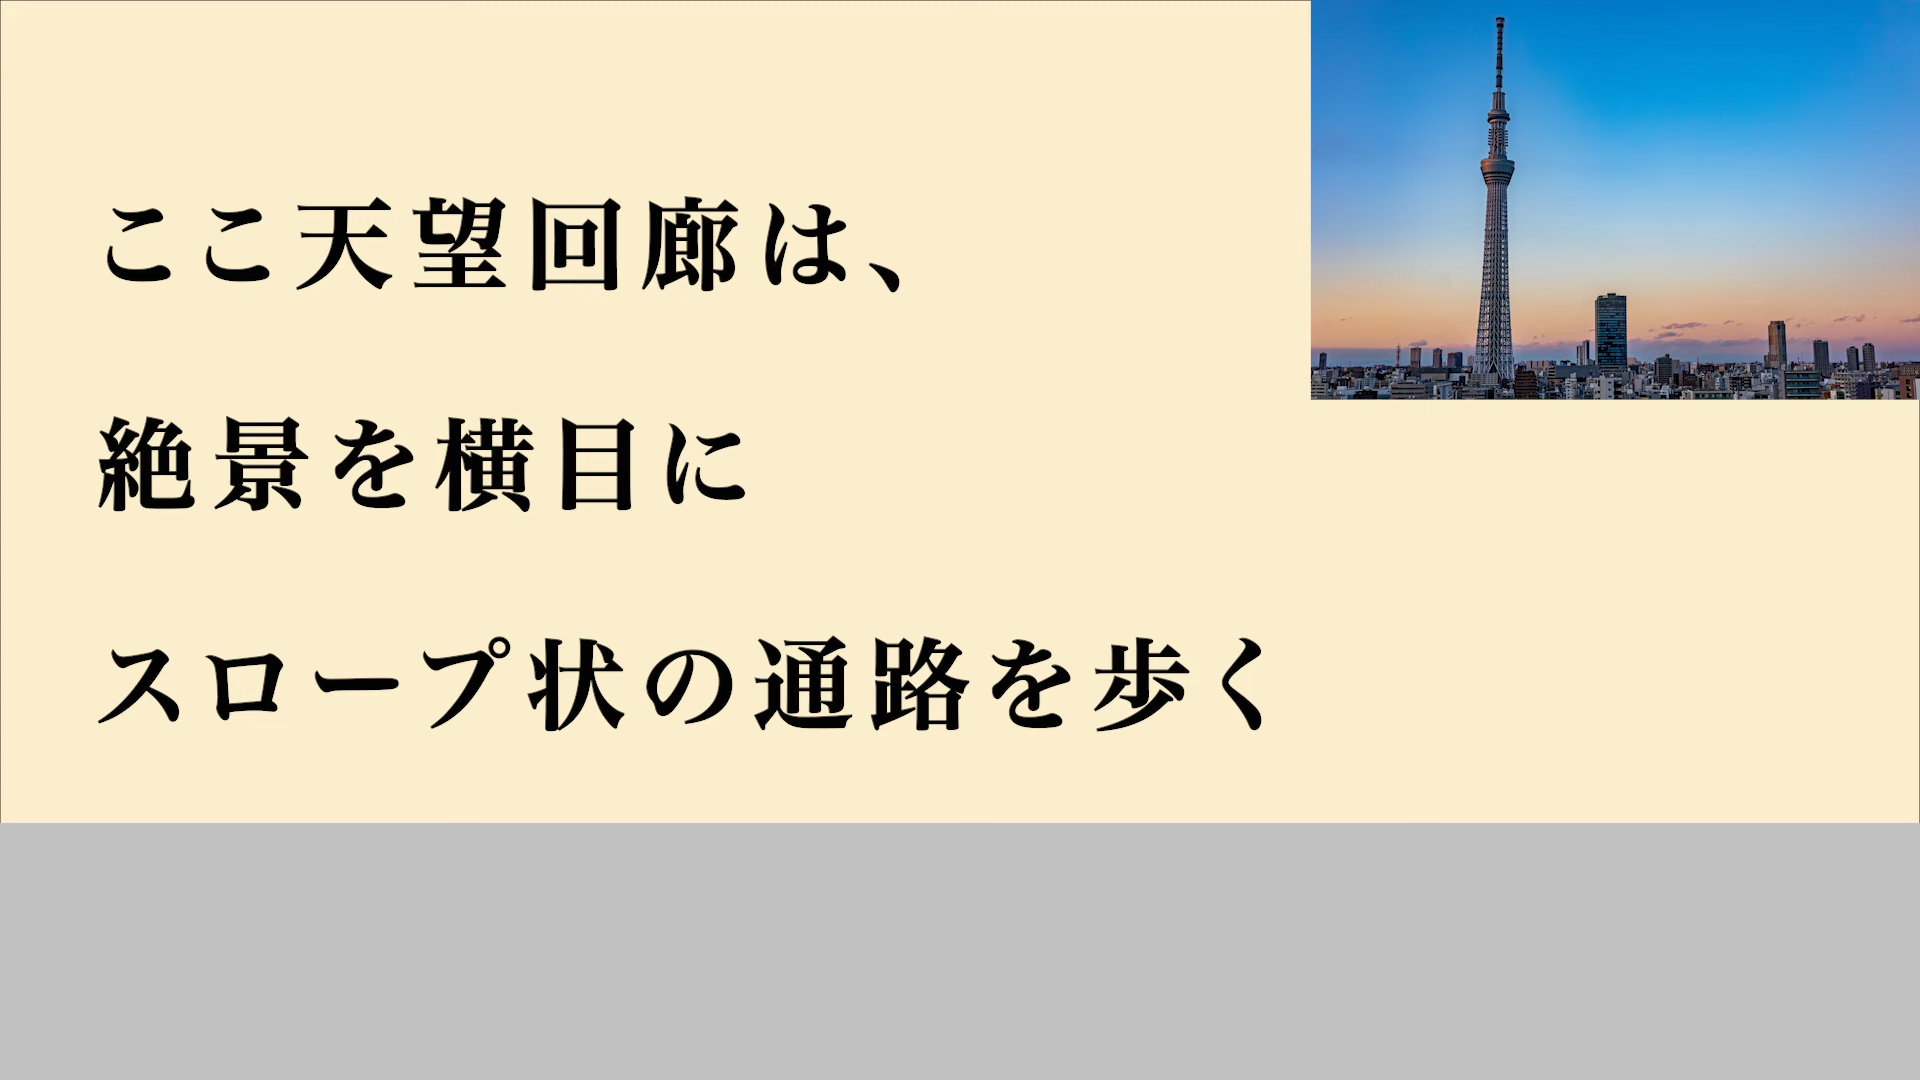 ここ天望回廊は、
絶景を横目に
スロープ状の通路を歩く